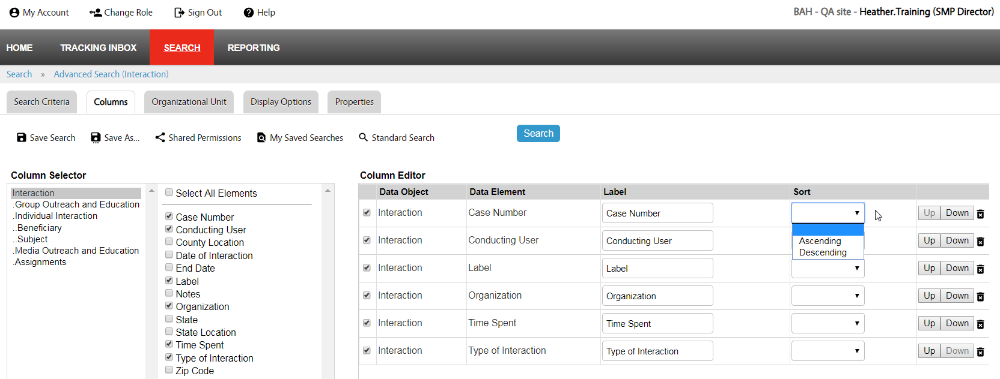 My Account Change Role Sign Out Help BAH - QA site - Heather.Training (SMP Director)
HOME TRACKING INBOX SEARCH REPORTING
Search » Advanced Search (Interaction)
Search Criteria Columns Organizational Unit Display Options Properties
Save Search Save As... Shared Permissions My Saved Searches Standard Search Search
Column Selector
Interaction
.Group Outreach and Education
.Individual Interaction
..Beneficiary
..Subject
.Media Outreach and Education
.Assignments
Select All Elements
Case Number
Conducting User
County Location
Date of Interaction
End Date
Label
Notes
Organization
State
State Location
Time Spent
Type of Interaction
Zip Code
Column Editor
Data Object Data Element Label Sort
Interaction Case Number Case Number Up Down
Ascending
Descending
Interaction Conducting User Conducting User Up Down
Interaction Label Label Up Down
Interaction Organization Organization Up Down
Interaction Time Spent Time Spent Up Down
Interaction Type of Interaction Type of Interaction Up Down